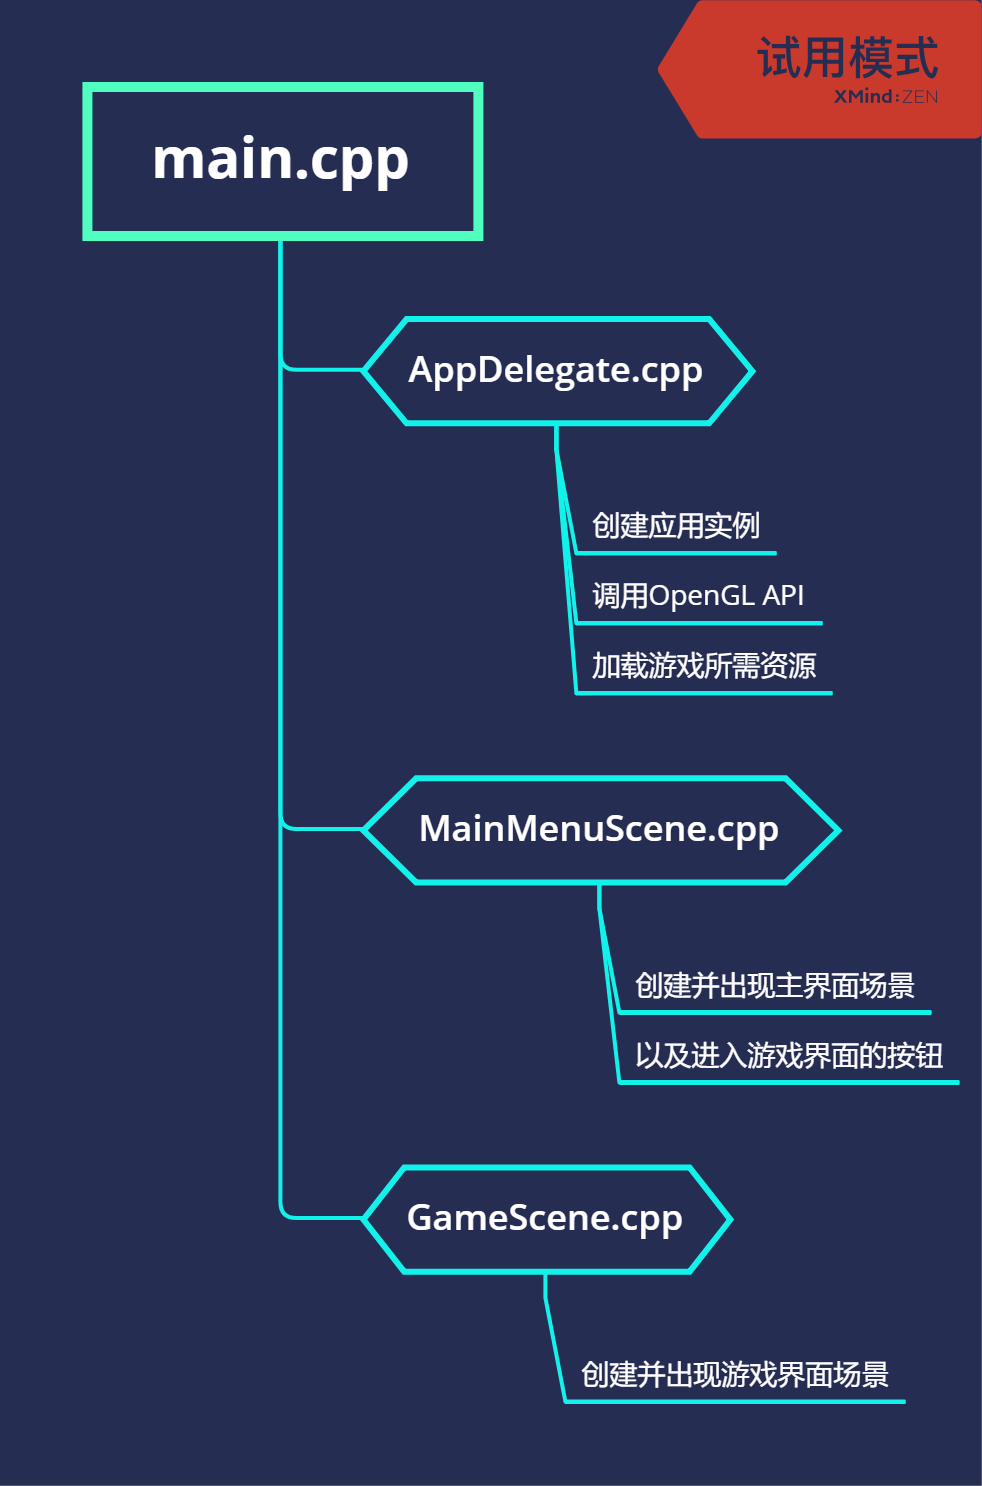 试用模式
XMind:ZEN
main.cpp
AppDelegate.cpp
创建应用实例
调用OpenGL API
加载游戏所需资源
MainMenuScene.cpp
创建并出现主界面场景
以及进入游戏界面的按钮
GameScene.cpp
创建并出现游戏界面场景